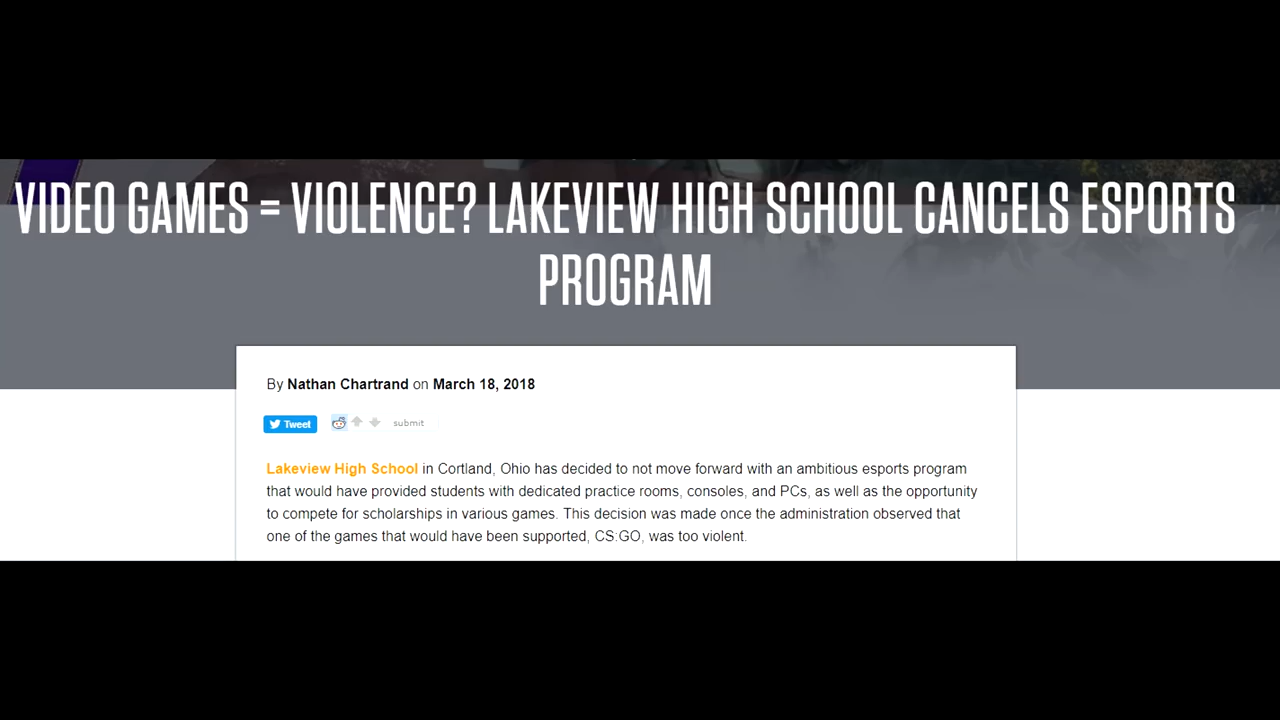 VIDEO GAMES = VIOLENCE? LAKEVIEW HIGH SCHOOL CANCELS ESPORTS
PROGRAM
By Nathan Chartrand on March 18, 2018
Tweet submit
Lakeview High School in Cortland, Ohio has decided to not move forward with an ambitious esports program
that would have provided students with dedicated practice rooms, consoles, and PCs, as well as the opportunity
to compete for scholarships in various games. This decision was made once the administration observed that
one of the games that would have been supported, CS:GO, was too violent.